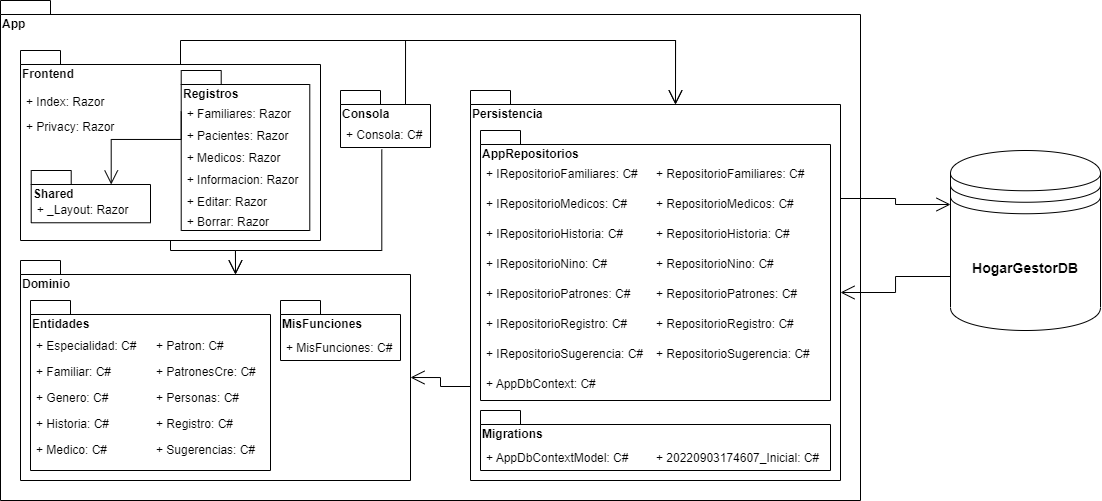 App
Frontend
+ Index: Razor
+ Privacy: Razor
Registros
+ Familiares: Razor
+ Pacientes: Razor
+ Medicos: Razor
+ Informacion: Razor
+ Editar: Razor
+ Borrar: Razor
Shared
+ _Layout: Razor
Consola
+ Consola: C#
Persistencia
AppRepositorios
+ IRepositorioFamiliares: C#
+ RepositorioFamiliares: C#
+ IRepositorioMedicos: C#
+ RepositorioMedicos: C#
+ IRepositorioHistoria: C#
+ RepositorioHistoria: C#
+ IRepositorioNino: C#
+ RepositorioNino: C#
+ IRepositorioPatrones: C#
+ RepositorioPatrones: C#
+ IRepositorioRegistro: C#
+ RepositorioRegistro: C#
+ IRepositorioSugerencia: C#
+ RepositorioSugerencia: C#
+ AppDbContext: C#
Migrations
+ AppDbContextModel: C#
+ 20220903174607_Inicial: C#
HogarGestorDB
Dominio
Entidades
+ Especialidad: C#
+ Patron: C#
+ Familiar: C#
+ PatronesCre: C#
+ Genero: C#
+ Personas: C#
+ Historia: C#
+ Registro: C#
+ Medico: C#
+ Sugerencias: C#
MisFunciones
+ MisFunciones: C#